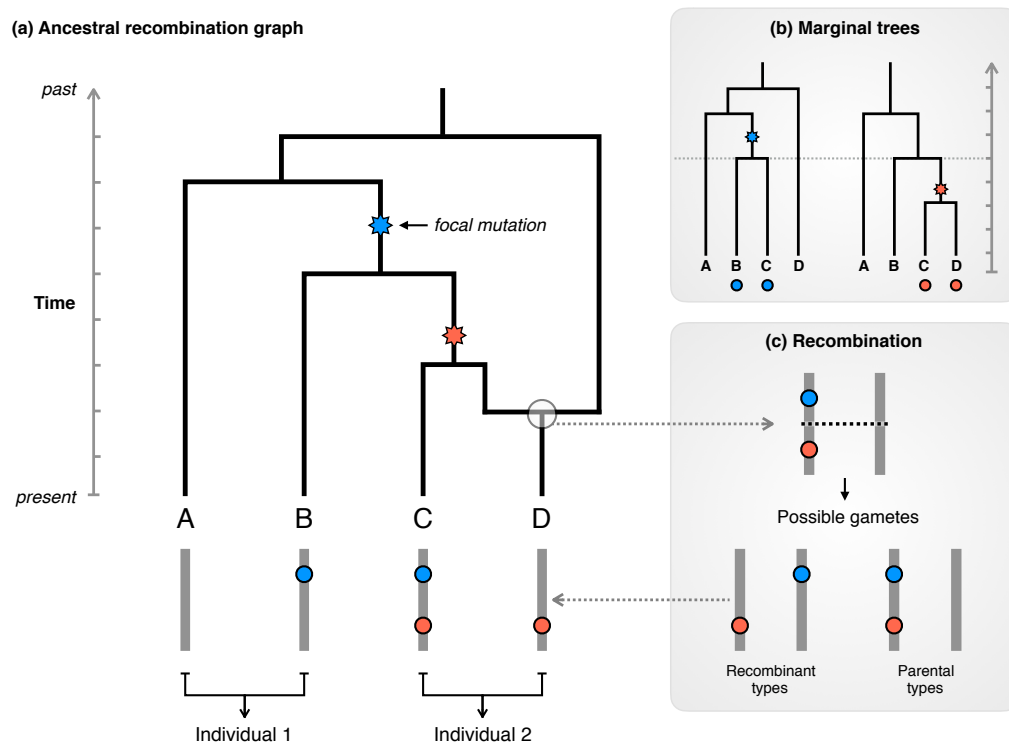 (a) Ancestral recombination graph
past
focal mutation
Time
present
A B C D
Individual 1 Individual 2
(b) Marginal trees
A B C D A B C D
(c) Recombination
Possible gametes
Recombinant
types
Parental
types